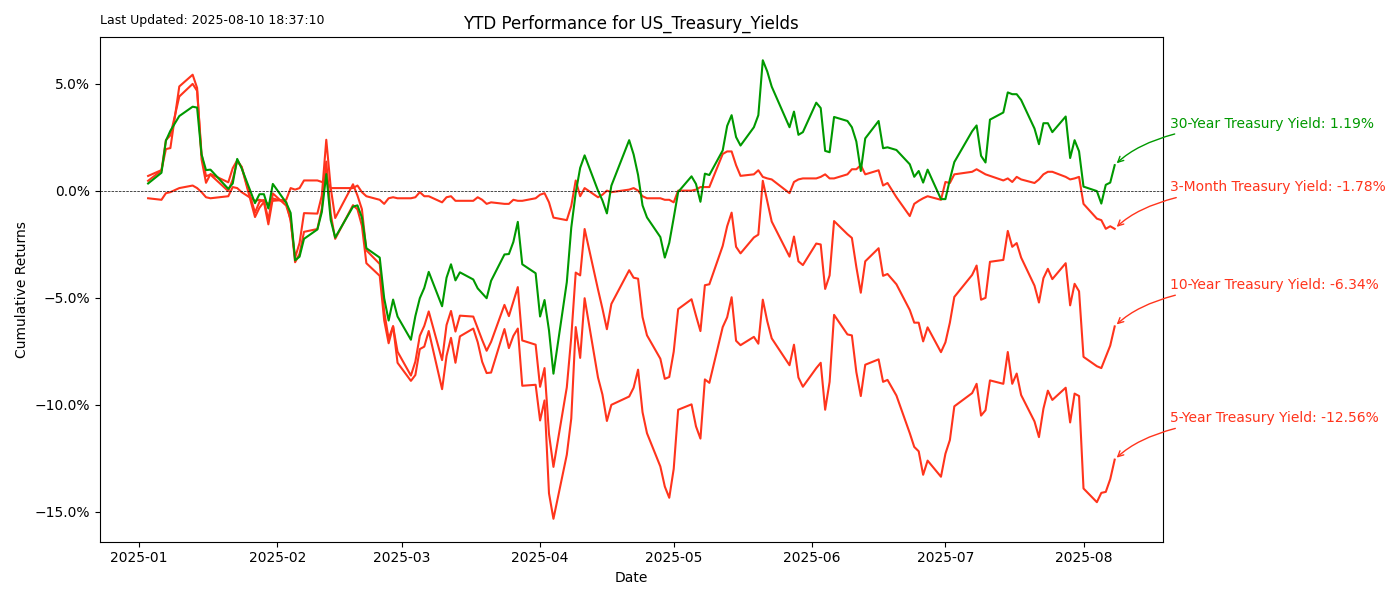 Last Updated: 2025-08-10 18:37:10
YTD Performance for US_Treasury_Yields
5.0%
0.0%
−5.0%
−10.0%
−15.0%
Cumulative Returns
30-Year Treasury Yield: 1.19%
3-Month Treasury Yield: -1.78%
10-Year Treasury Yield: -6.34%
5-Year Treasury Yield: -12.56%
2025-01
2025-02
2025-03
2025-04
2025-05
2025-06
2025-07
2025-08
Date